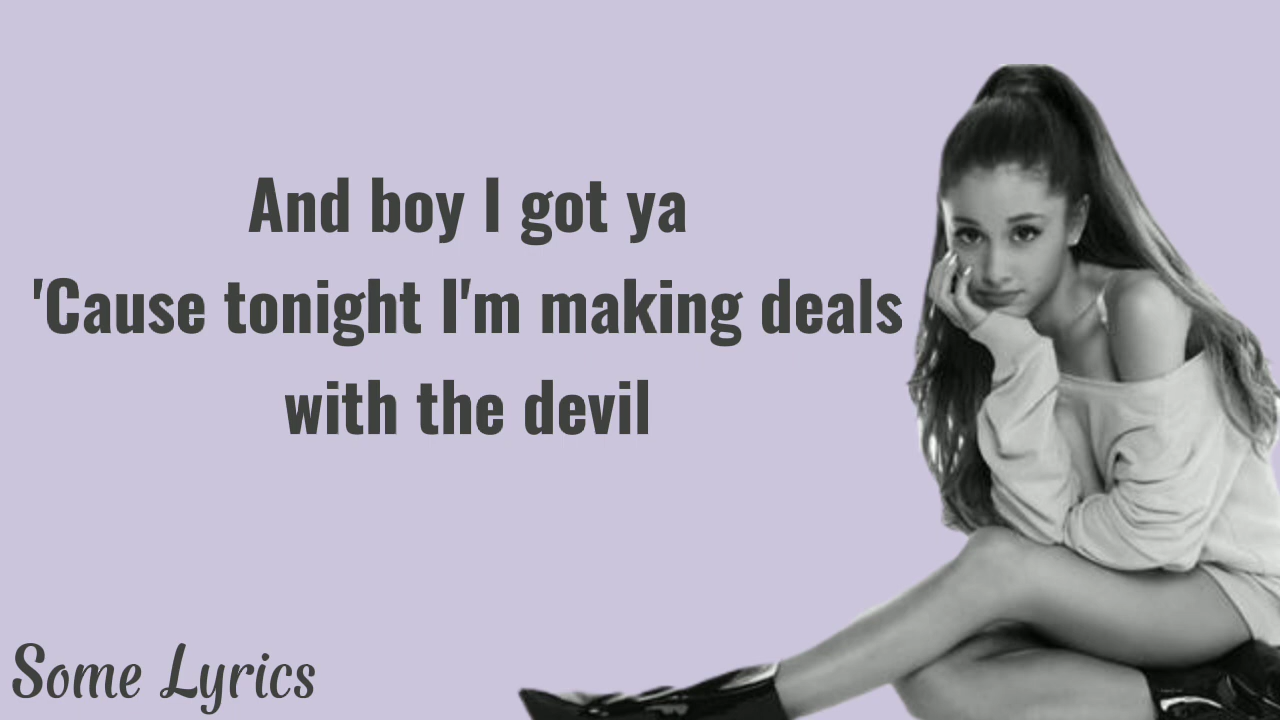 And boy I got ya
'Cause tonight I'm making deals
with the devil
Some Lyrics